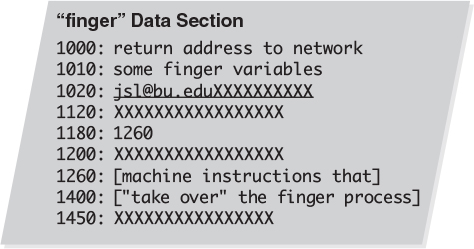 “finger” Data Section
1000: return address to network
1010: some finger variables
1020: jsl@bu.eduXXXXXXXXXX
1120: XXXXXXXXXXXXXXXXX
1180: 1260
1200: XXXXXXXXXXXXXXXXX
1260: [machine instructions that]
1400: ["take over" the finger process]
1450: XXXXXXXXXXXXXXXX